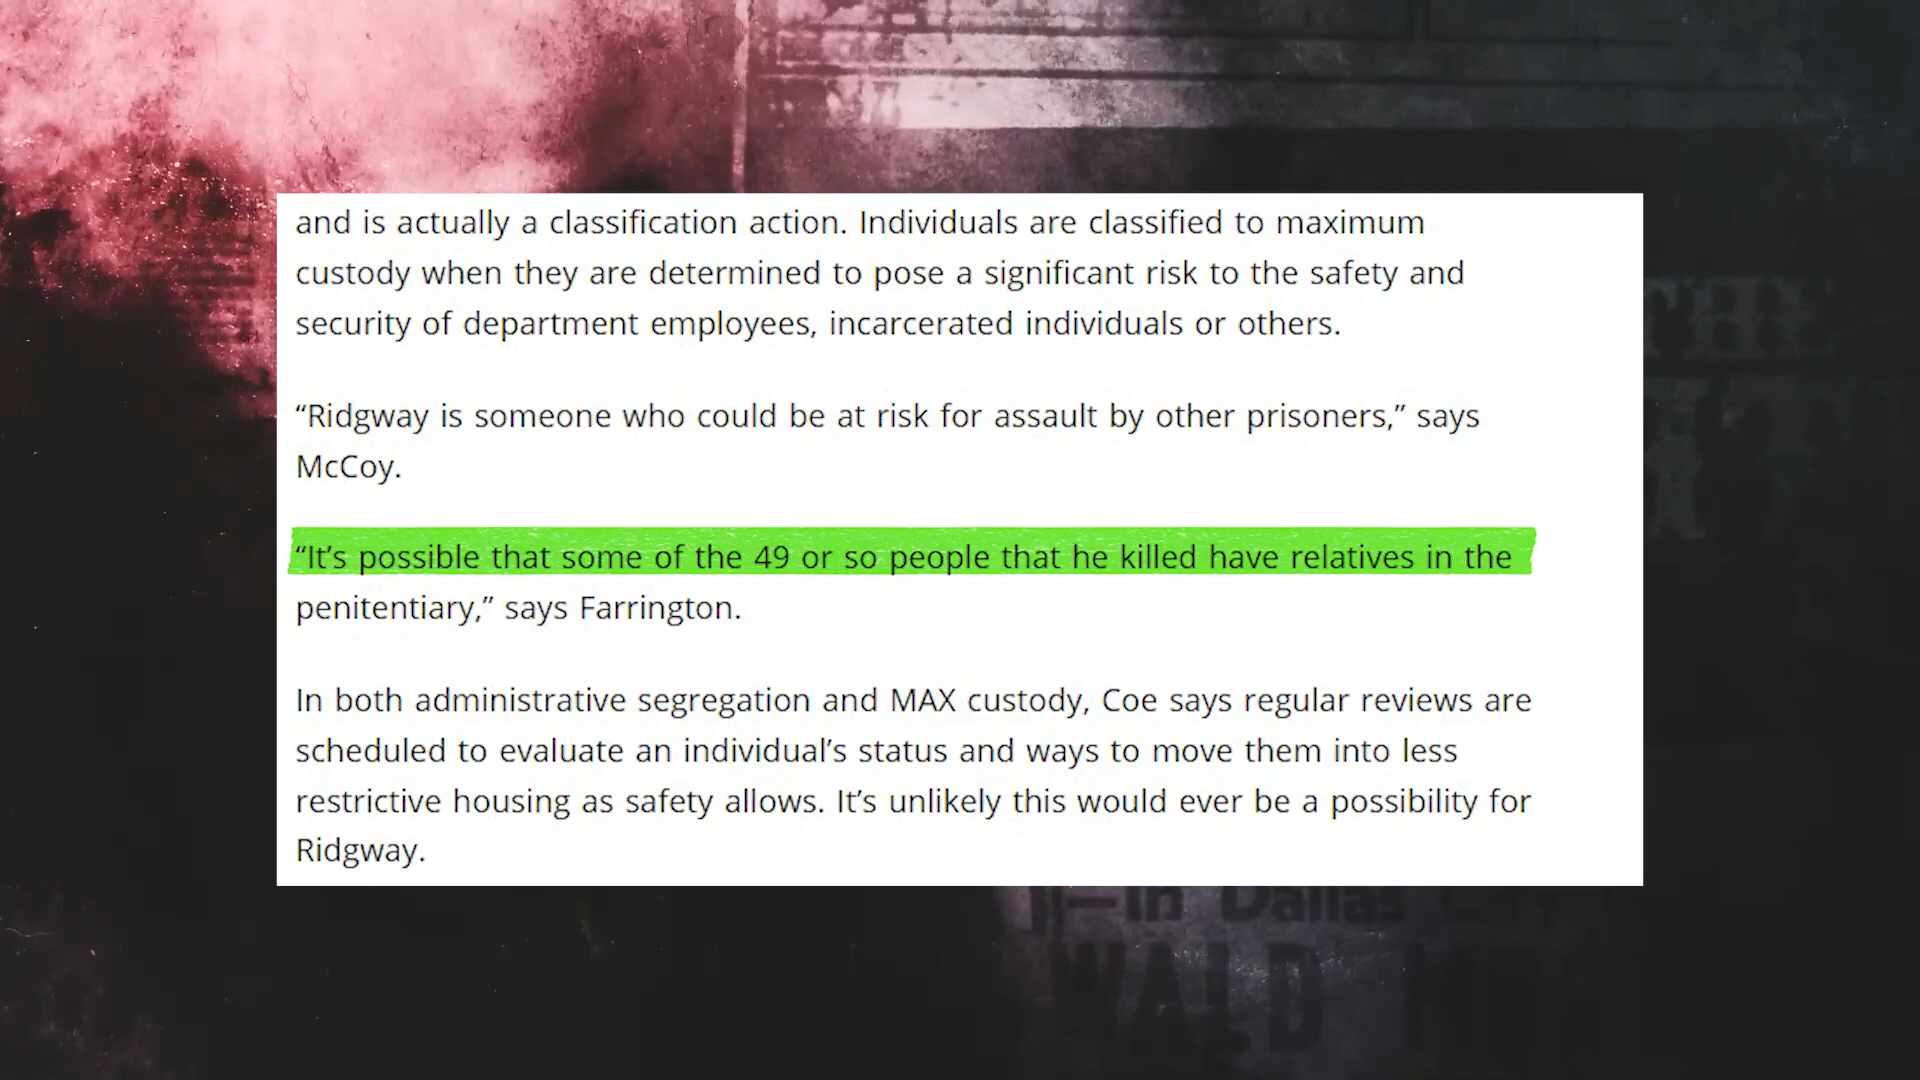 and is actually a classification action. Individuals are classified to maximum
custody when they are determined to pose a significant risk to the safety and
security of department employees, incarcerated individuals or others.
“Ridgway is someone who could be at risk for assault by other prisoners,” says
McCoy.
“It’s possible that some of the 49 or so people that he killed have relatives in the
penitentiary,” says Farrington.
In both administrative segregation and MAX custody, Coe says regular reviews are
scheduled to evaluate an individual’s status and ways to move them into less
restrictive housing as safety allows. It’s unlikely this would ever be a possibility for
Ridgway.
THE
—In Dallas
WALD